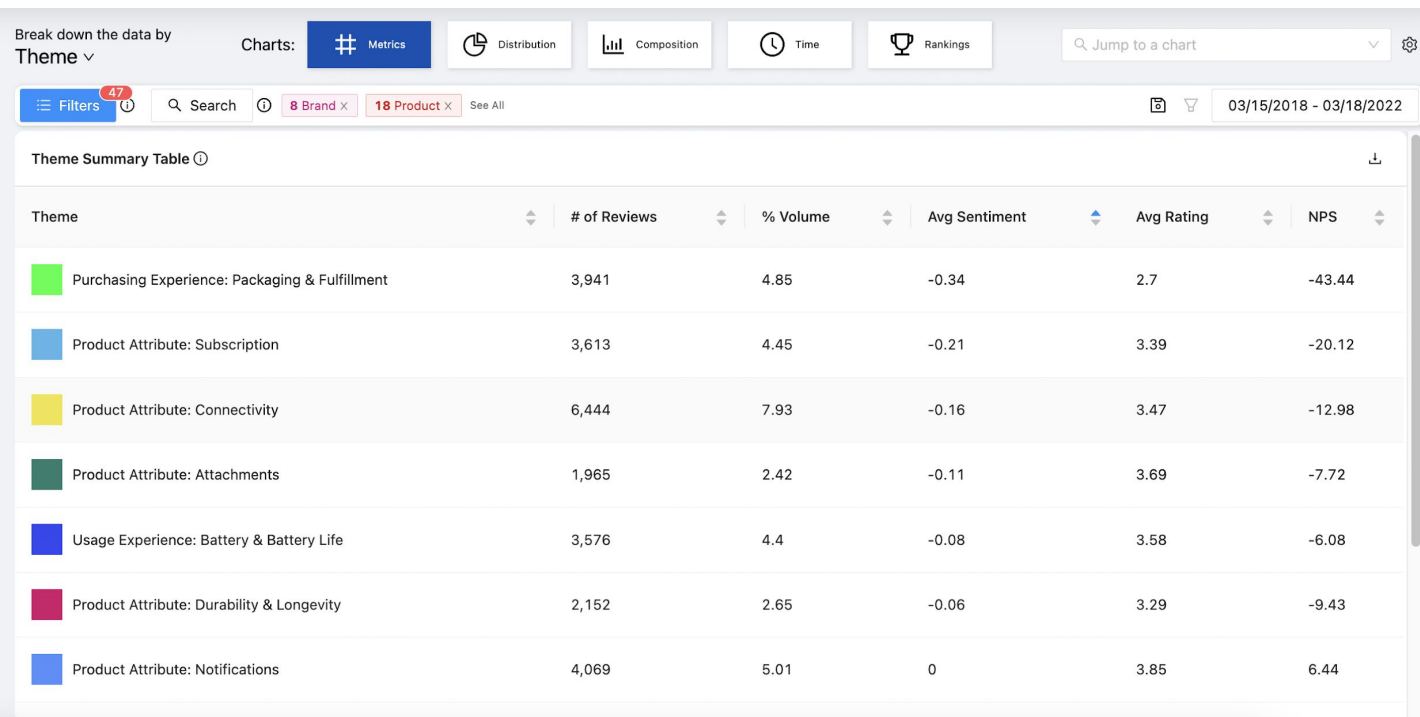 Break down the data by
Theme
Charts:
Metrics
Distribution
Composition
Time
Rankings
Jump to a chart
Filters
47
Search
8 Brand ×
18 Product ×
See All
03/15/2018 - 03/18/2022
Theme Summary Table
Theme # of Reviews % Volume Avg Sentiment Avg Rating NPS
Purchasing Experience: Packaging & Fulfillment 3,941 4.85 -0.34 2.7 -43.44
Product Attribute: Subscription 3,613 4.45 -0.21 3.39 -20.12
Product Attribute: Connectivity 6,444 7.93 -0.16 3.47 -12.98
Product Attribute: Attachments 1,965 2.42 -0.11 3.69 -7.72
Usage Experience: Battery & Battery Life 3,576 4.4 -0.08 3.58 -6.08
Product Attribute: Durability & Longevity 2,152 2.65 -0.06 3.29 -9.43
Product Attribute: Notifications 4,069 5.01 0 3.85 6.44